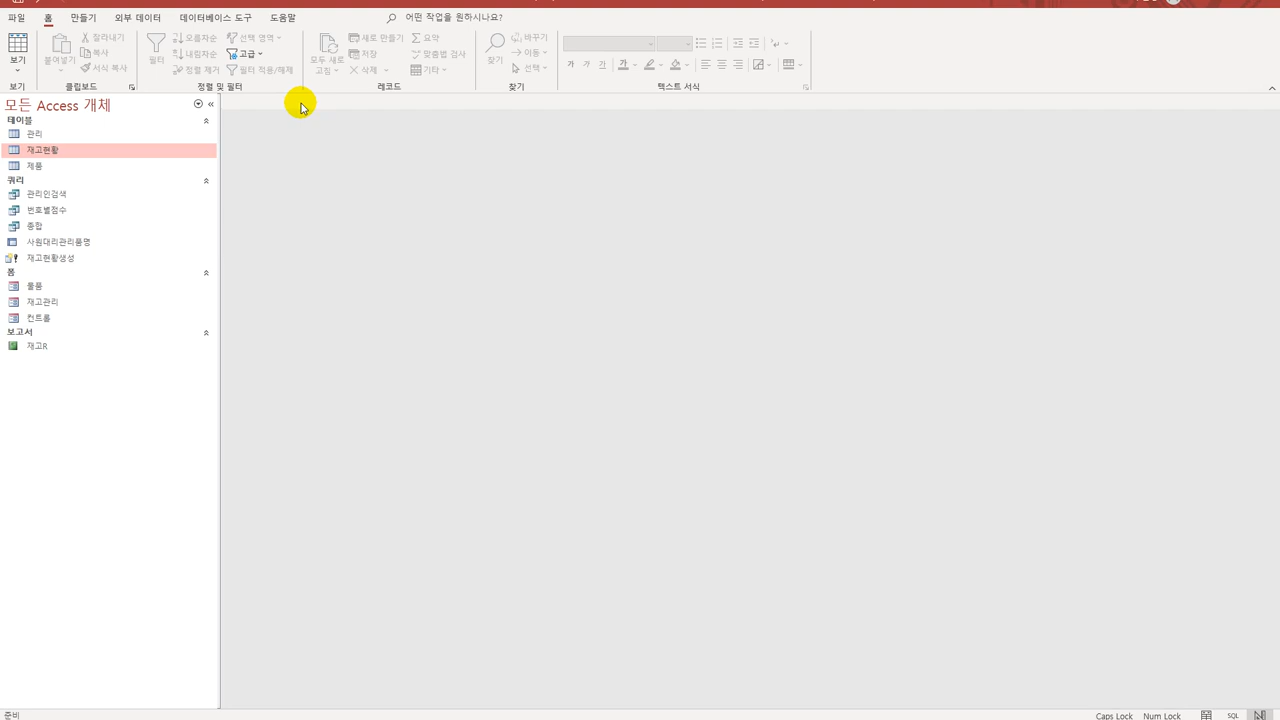 파일 홈 만들기 외부 데이터 데이터베이스 도구 도움말 어떤 작업을 원하시나요?
보기
붙여넣기
잘라내기
복사
서식 복사
필터
오름차순
내림차순
정렬 제거
선택 영역
고급
필터 적용/해제
모두 새로
고침
새로 만들기
저장
삭제
요약
맞춤법 검사
기타
찾기
바꾸기
이동
선택
가 가 가 가
보기 클립보드 정렬 및 필터 레코드 찾기 텍스트 서식
모든 Access 개체
테이블
관리
재고현황
제품
쿼리
관리인검색
번호별점수
종합
사원대리관리품명
재고현황생성
폼
물품
재고관리
컨트롤
보고서
재고R
준비 Caps Lock Num Lock SQL